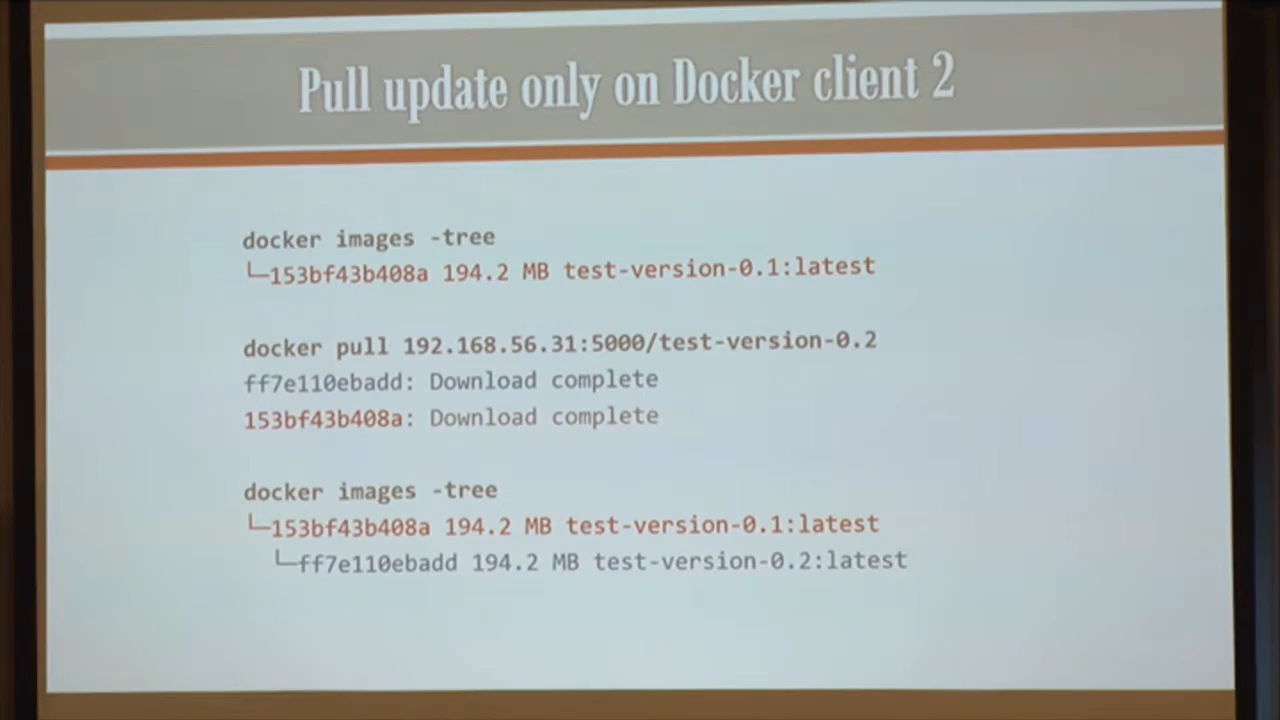 Pull update only on Docker client 2
docker images -tree
└─153bf43b408a 194.2 MB test-version-0.1:latest
docker pull 192.168.56.31:5000/test-version-0.2
ff7e110ebadd: Download complete
153bf43b408a: Download complete
docker images -tree
└─153bf43b408a 194.2 MB test-version-0.1:latest
└─ff7e110ebadd 194.2 MB test-version-0.2:latest